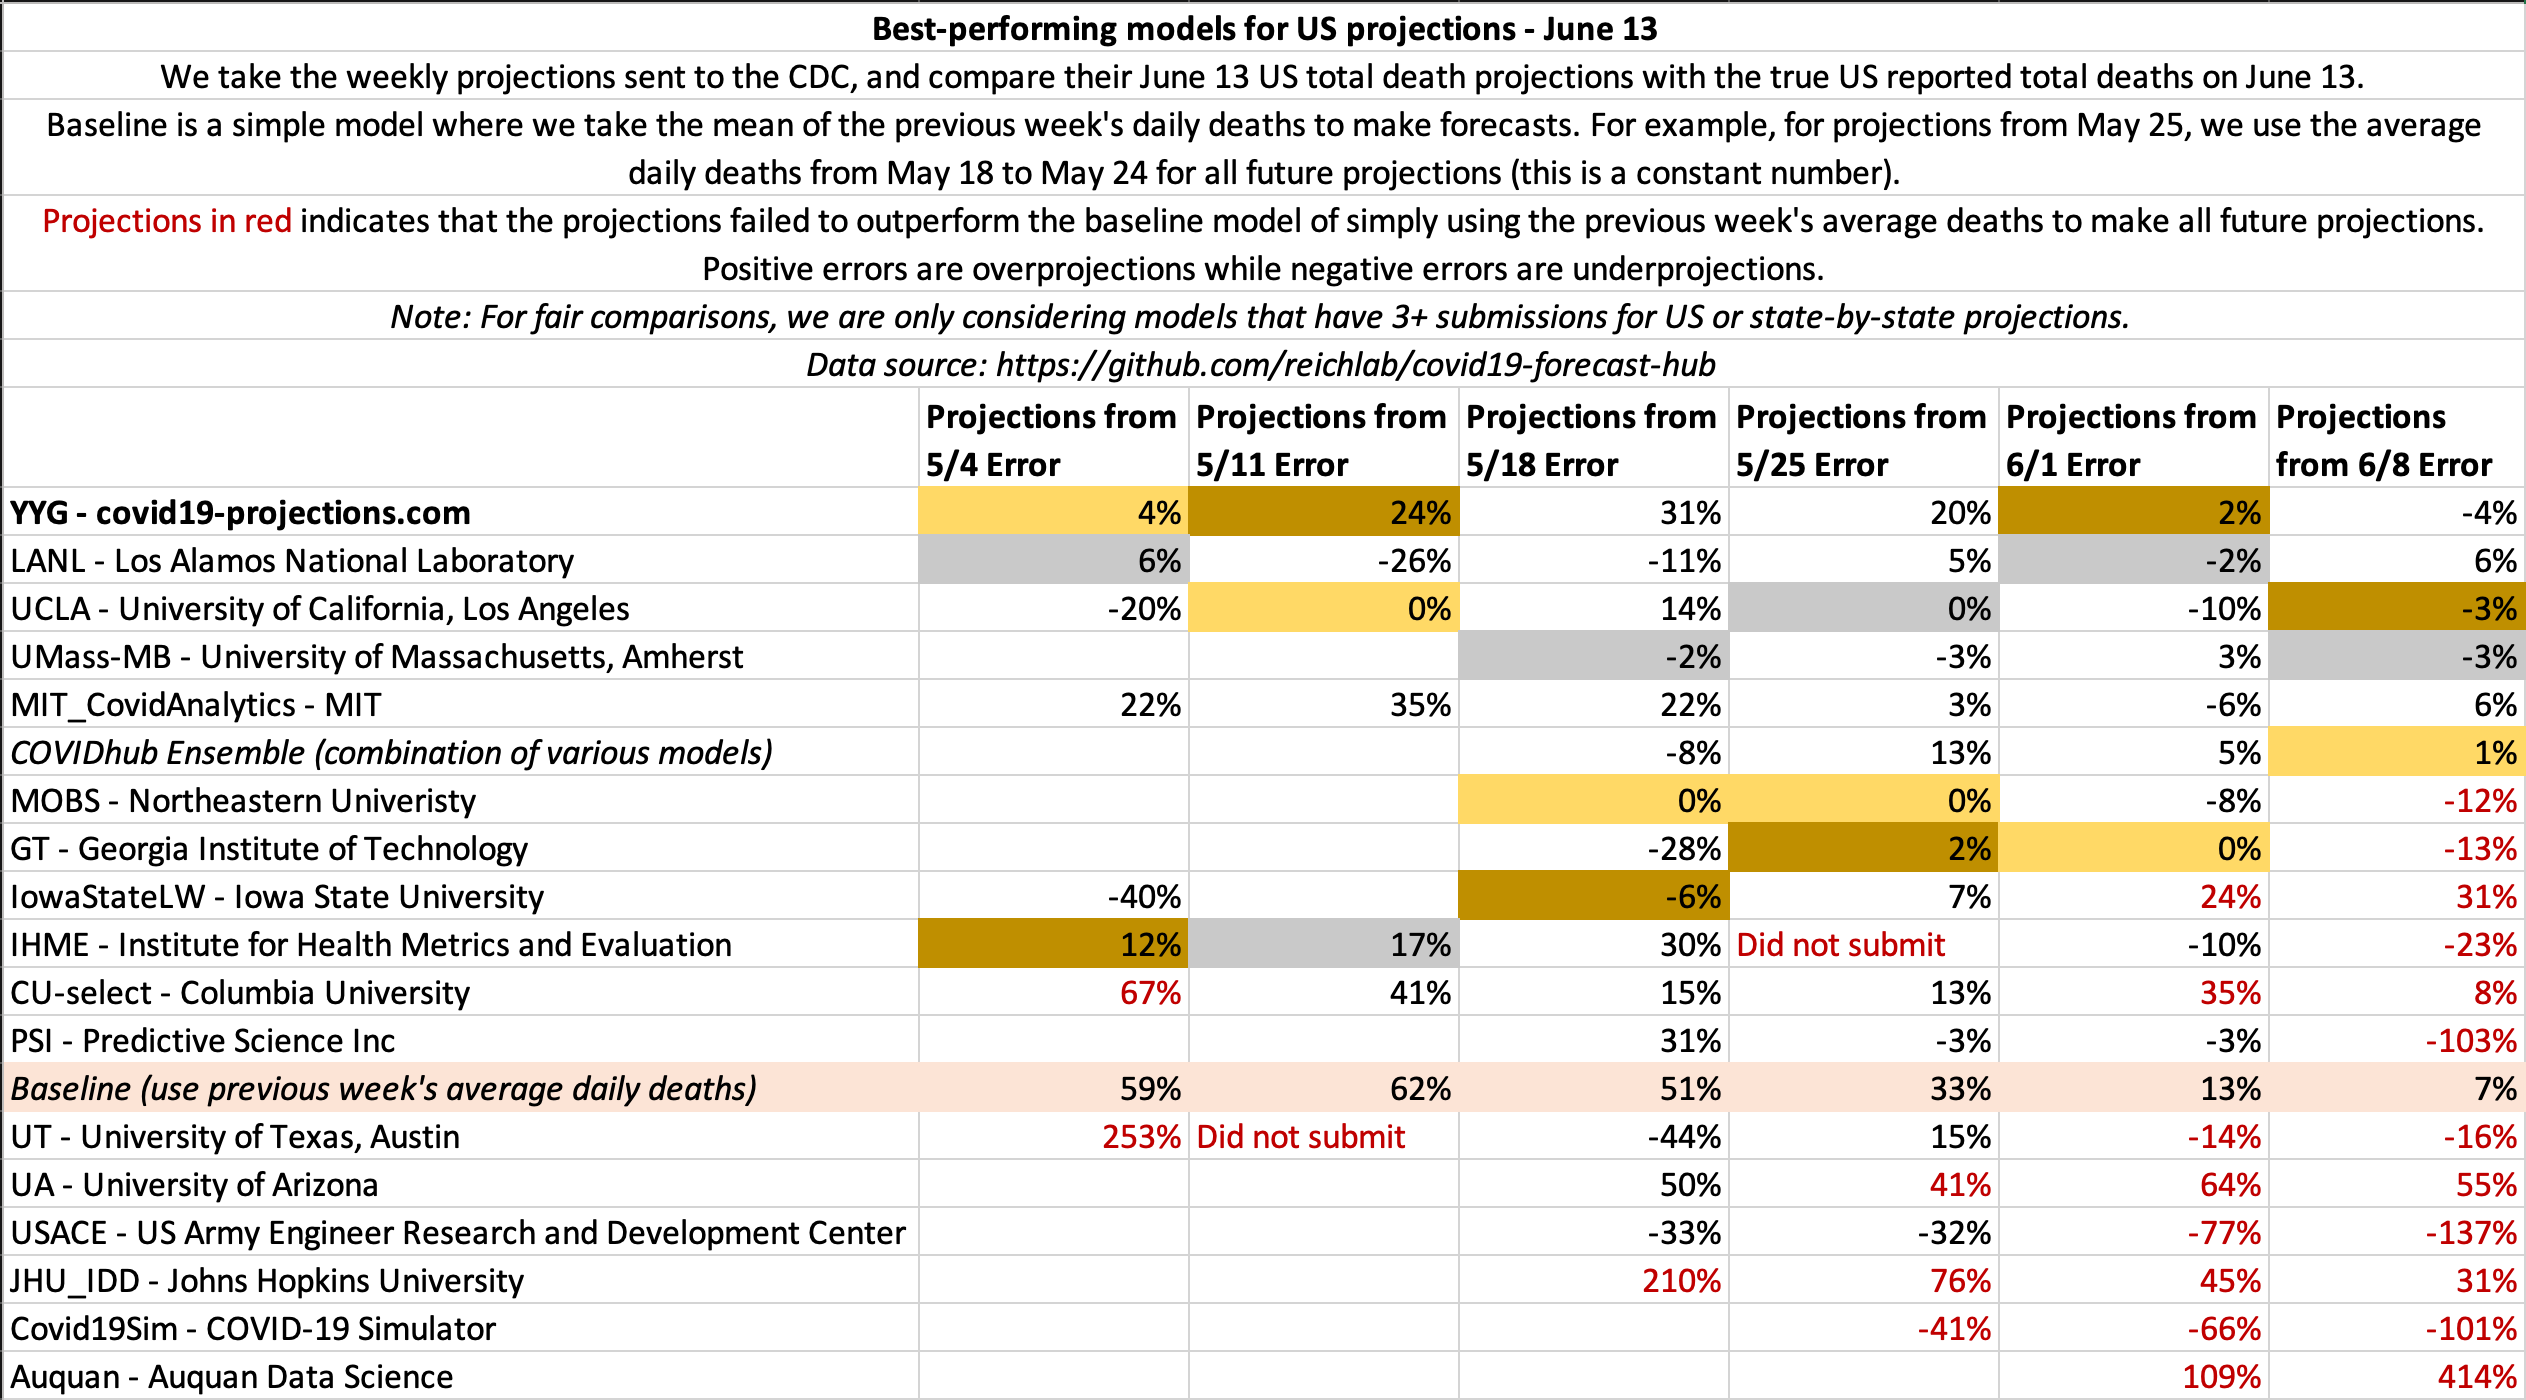 Best-performing models for US projections - June 13
We take the weekly projections sent to the CDC, and compare their June 13 US total death projections with the true US reported total deaths on June 13.
Baseline is a simple model where we take the mean of the previous week's daily deaths to make forecasts. For example, for projections from May 25, we use the average
daily deaths from May 18 to May 24 for all future projections (this is a constant number).
Projections in red indicates that the projections failed to outperform the baseline model of simply using the previous week's average deaths to make all future projections.
Positive errors are overprojections while negative errors are underprojections.
Note: For fair comparisons, we are only considering models that have 3+ submissions for US or state-by-state projections.
Data source: https://github.com/reichlab/covid19-forecast-hub
Projections from Projections from Projections from Projections from Projections from Projections
5/4 Error 5/11 Error 5/18 Error 5/25 Error 6/1 Error from 6/8 Error
YYG - covid19-projections.com 4% 24% 31% 20% 2% -4%
LANL - Los Alamos National Laboratory 6% -26% -11% 5% -2% 6%
UCLA - University of California, Los Angeles -20% 0% 14% 0% -10% -3%
UMass-MB - University of Massachusetts, Amherst -2% -3% 3% -3%
MIT_CovidAnalytics - MIT 22% 35% 22% 3% -6% 6%
COVIDhub Ensemble (combination of various models) -8% 13% 5% 1%
MOBS - Northeastern Univeristy 0% 0% -8% -12%
GT - Georgia Institute of Technology -28% 2% 0% -13%
IowaStateLW - Iowa State University -40% -6% 7% 24% 31%
IHME - Institute for Health Metrics and Evaluation 12% 17% 30% Did not submit -10% -23%
CU-select - Columbia University 67% 41% 15% 13% 35% 8%
PSI - Predictive Science Inc 31% -3% -3% -103%
Baseline (use previous week's average daily deaths) 59% 62% 51% 33% 13% 7%
UT - University of Texas, Austin 253% Did not submit -44% 15% -14% -16%
UA - University of Arizona 50% 41% 64% 55%
USACE - US Army Engineer Research and Development Center -33% -32% -77% -137%
JHU_IDD - Johns Hopkins University 210% 76% 45% 31%
Covid19Sim - COVID-19 Simulator -41% -66% -101%
Auquan - Auquan Data Science 109% 414%